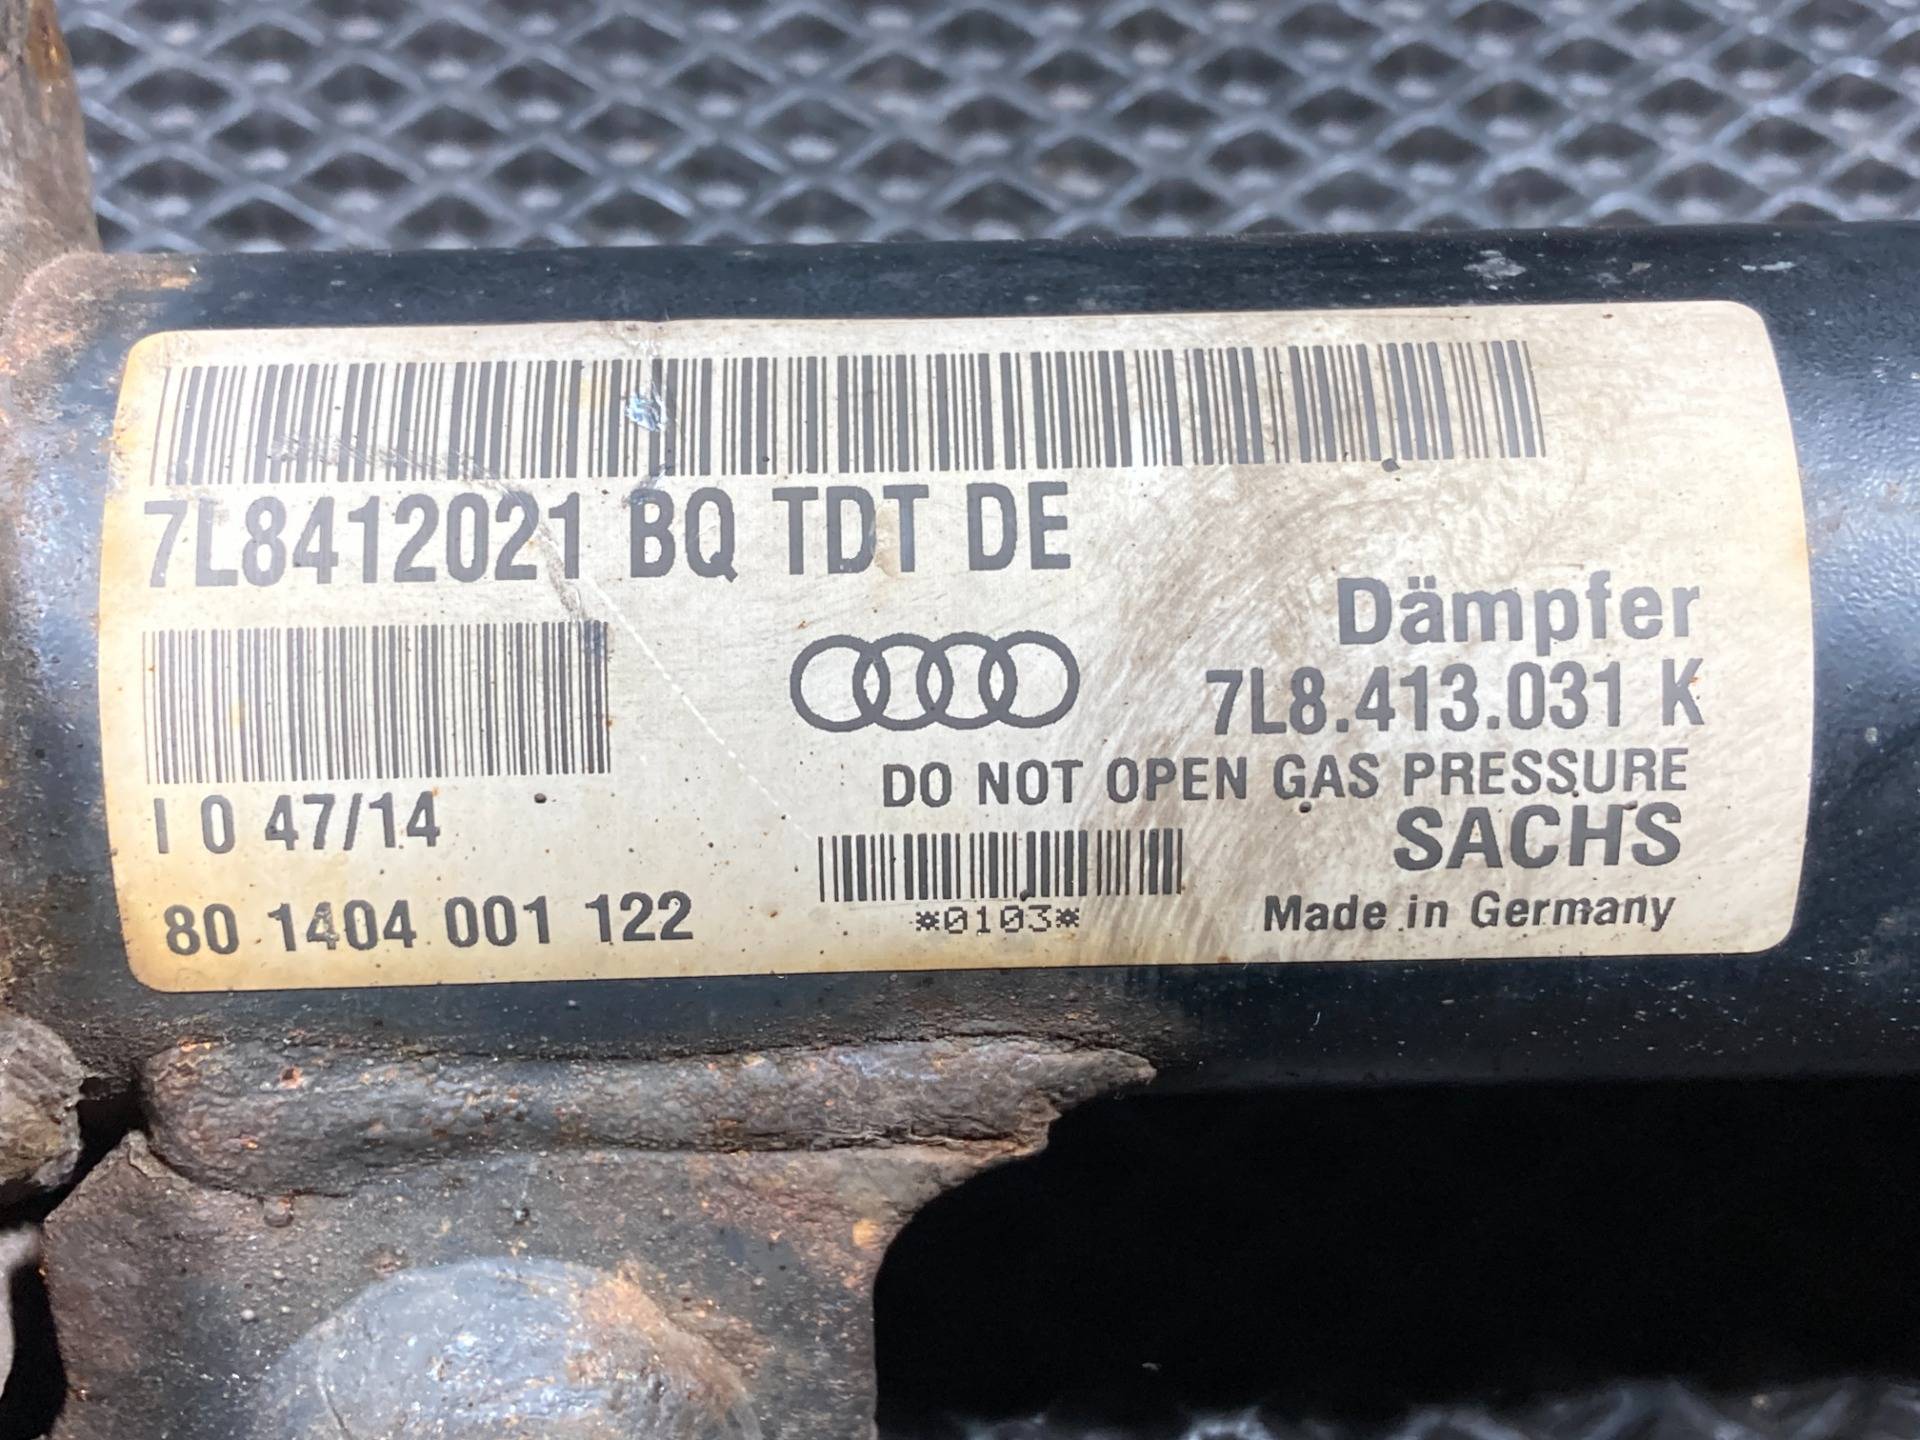 7L8412021 BQ TDT DE
Dämpfer
7L8.413.031 K
DO NOT OPEN GAS PRESSURE
I 0 47/14
SACHS
80 1404 001 122
*0103*
Made in Germany